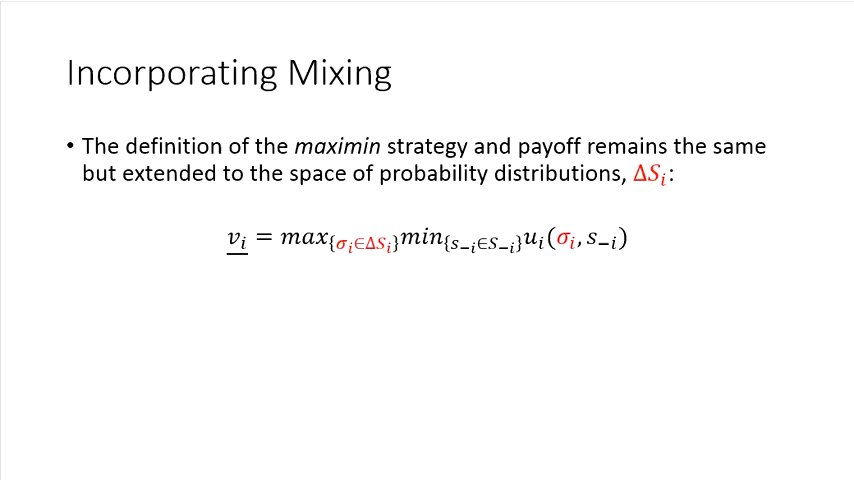 Incorporating Mixing
• The definition of the maximin strategy and payoff remains the same
but extended to the space of probability distributions, ΔSᵢ:
v̲ᵢ = max{σᵢ∈ΔSᵢ}min{s₋ᵢ∈S₋ᵢ}uᵢ(σᵢ, s₋ᵢ)